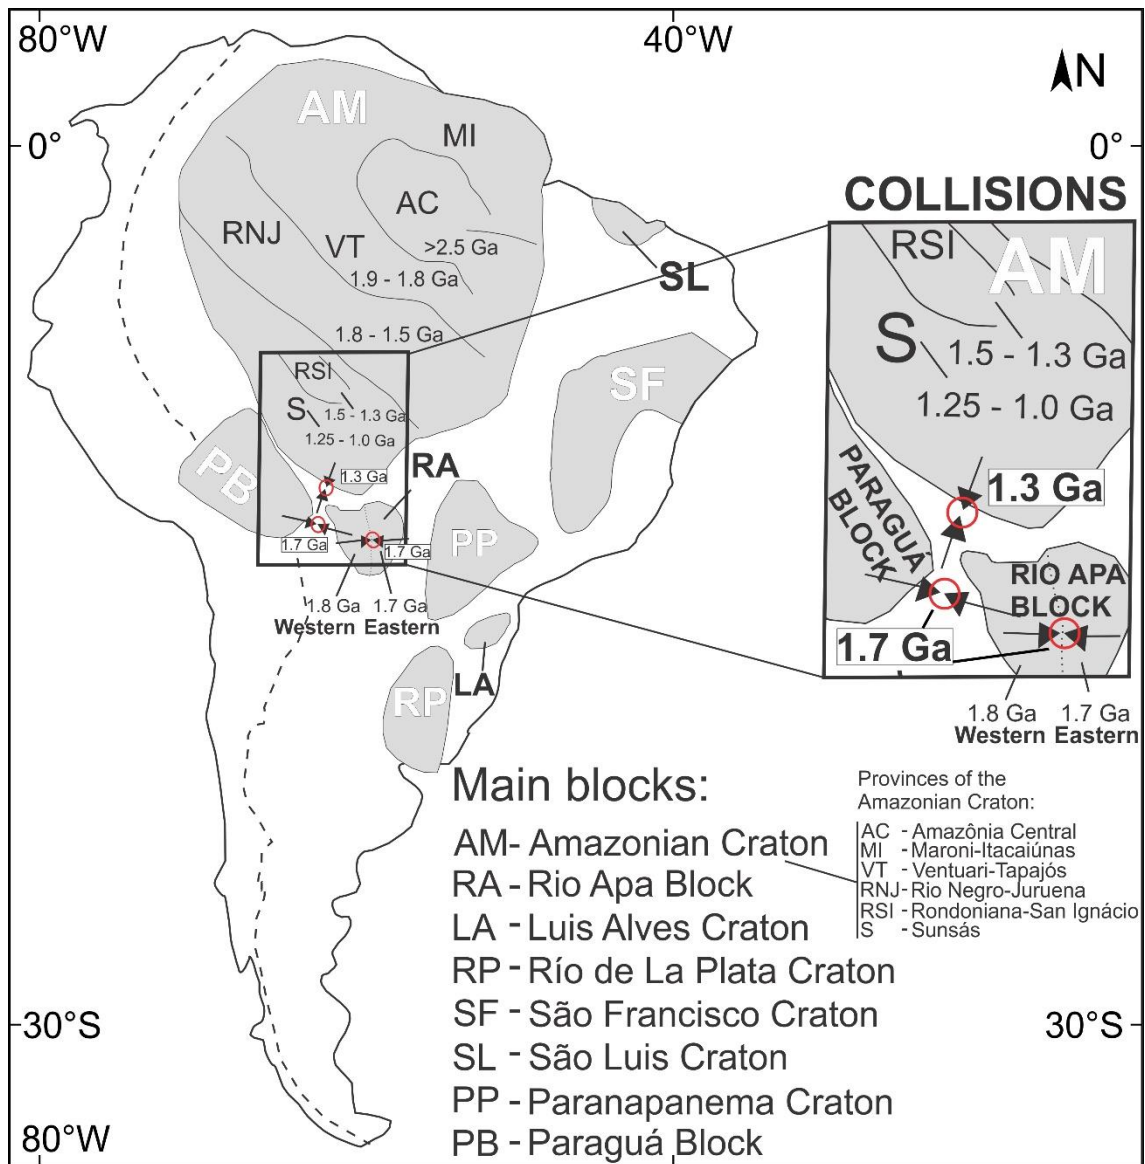 80°W
40°W
N
0°
0°
AM
MI
AC
>2.5 Ga
RNJ
VT
1.9 - 1.8 Ga
1.8 - 1.5 Ga
SL
SF
RSI
S
1.5 - 1.3 Ga
1.25 - 1.0 Ga
PB
1.3 Ga
RA
1.7 Ga
1.7 Ga
PP
1.8 Ga 1.7 Ga
Western Eastern
LA
RP
COLLISIONS
RSI
AM
S
1.5 - 1.3 Ga
1.25 - 1.0 Ga
PARAGUÁ
BLOCK
1.3 Ga
RIO APA
BLOCK
1.7 Ga
1.8 Ga 1.7 Ga
Western Eastern
Main blocks:
AM- Amazonian Craton
RA - Rio Apa Block
LA - Luis Alves Craton
RP - Río de La Plata Craton
SF - São Francisco Craton
SL - São Luis Craton
PP - Paranapanema Craton
PB - Paraguá Block
Provinces of the
Amazonian Craton:
AC - Amazônia Central
MI - Maroni-Itacaiúnas
VT - Ventuari-Tapajós
RNJ- Rio Negro-Juruena
RSI - Rondoniana-San Ignácio
S - Sunsás
30°S
30°S
80°W
40°W